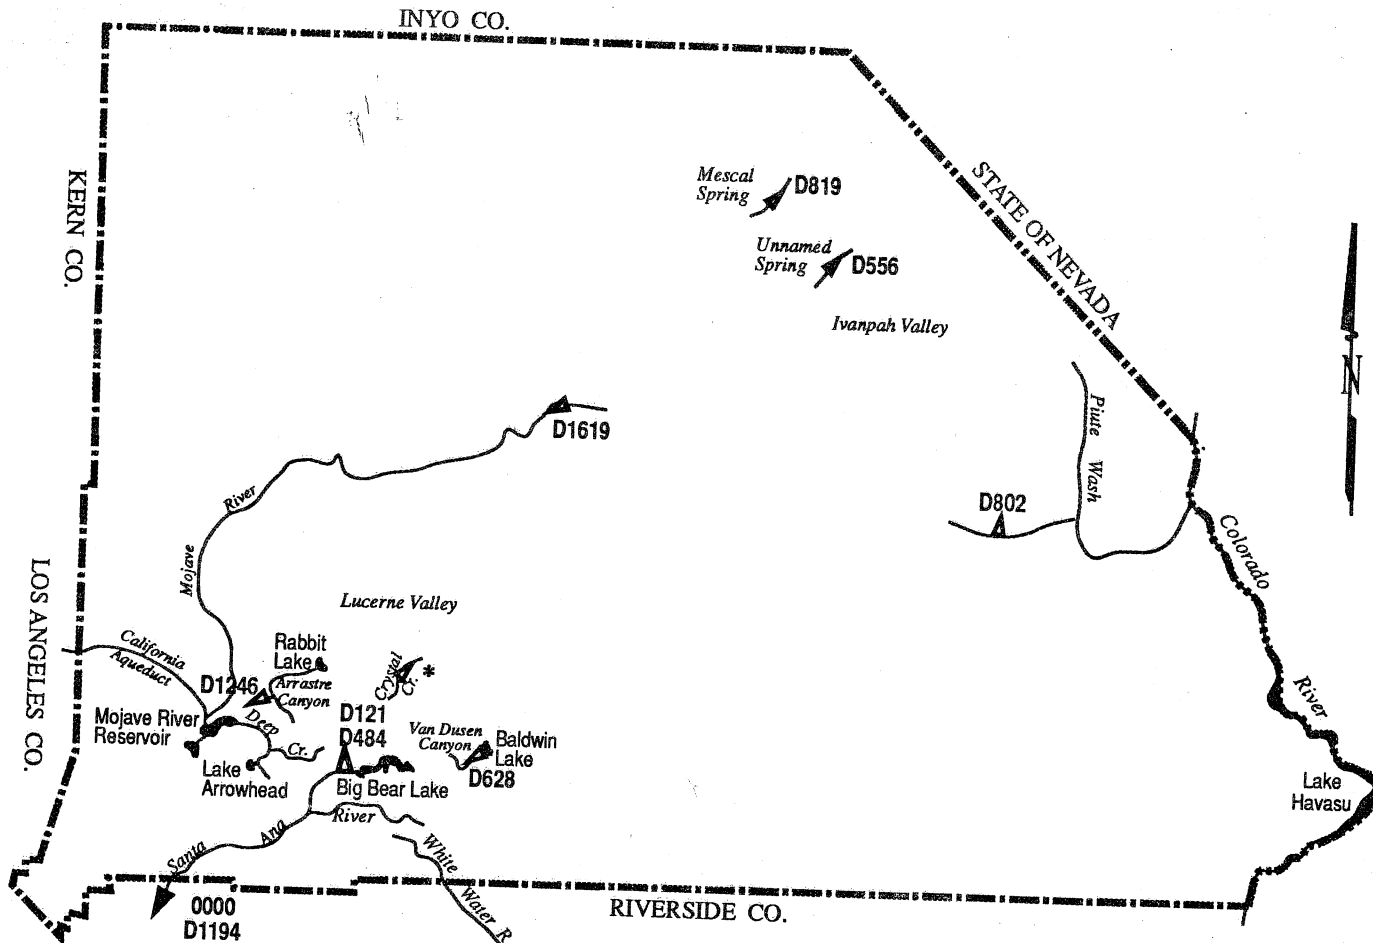 INYO CO.
KERN CO.
STATE OF NEVADA
Mescal
Spring
D819
Unnamed
Spring
D556
Ivanpah Valley
N
D1619
Piute
Wash
D802
River
Mojave
Colorado
River
LOS ANGELES CO.
Lucerne Valley
California
Aqueduct
Rabbit
Lake
Crystal
Cr. *
D1246
Arrastre
Canyon
Mojave River
Reservoir
Deep
Cr.
D121
D484
Van Dusen
Canyon
Baldwin
Lake
D628
Lake
Arrowhead
Big Bear Lake
Lake
Havasu
Santa
Ana
River
White
Water R
0000
D1194
RIVERSIDE CO.